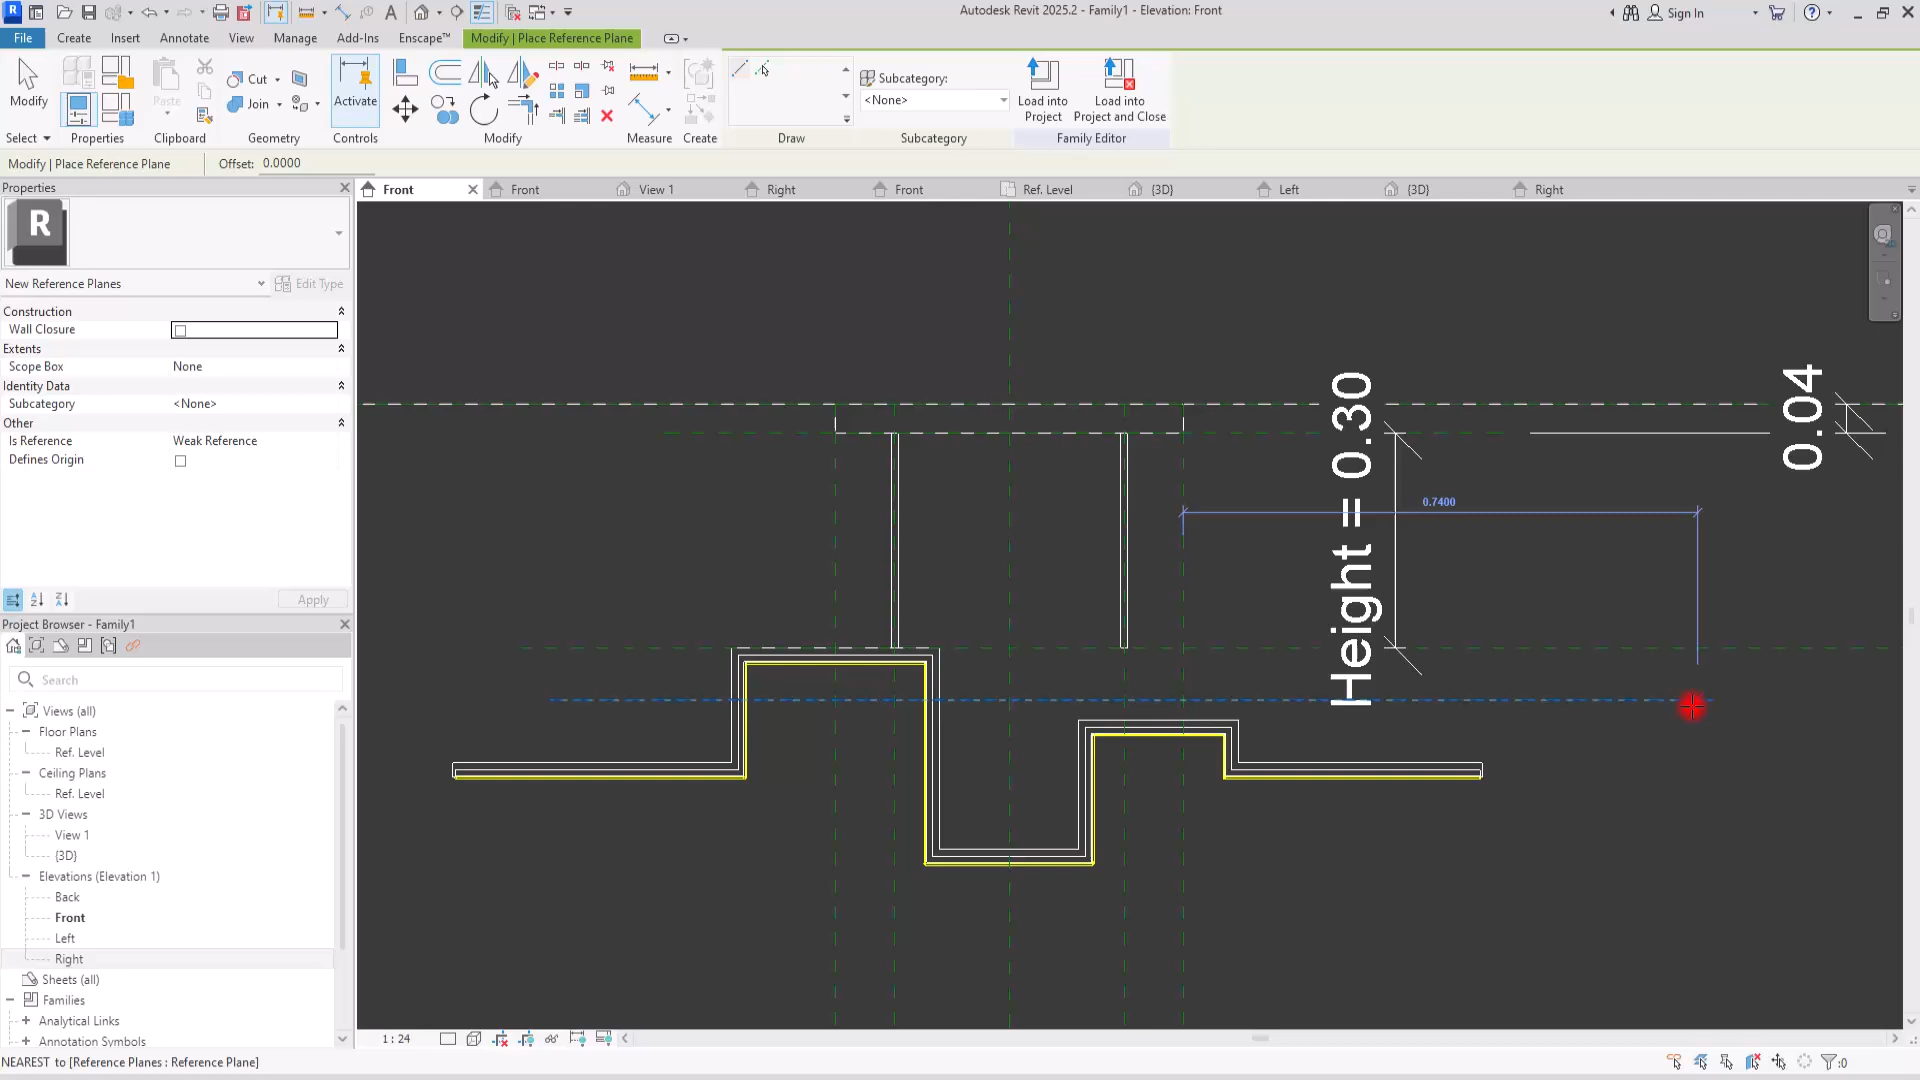 Autodesk Revit 2025.2 - Family1 - Elevation: Front
Sign In
File
Create
Insert
Annotate
View
Manage
Add-Ins
Enscape™
Modify | Place Reference Plane
Modify
Paste
Cut
Join
Activate
Subcategory:
<None>
Load into
Project
Load into
Project and Close
Select
Properties
Clipboard
Geometry
Controls
Modify
Measure
Create
Draw
Subcategory
Family Editor
Modify | Place Reference Plane
Offset: 0.0000
Properties
Front
Front
View 1
Right
Front
Ref. Level
{3D}
Left
{3D}
Right
R
New Reference Planes
Edit Type
Construction
Wall Closure
Extents
Scope Box None
Identity Data
Subcategory <None>
Other
Is Reference Weak Reference
Defines Origin
Apply
Project Browser - Family1
Search
Views (all)
Floor Plans
Ref. Level
Ceiling Plans
Ref. Level
3D Views
View 1
{3D}
Elevations (Elevation 1)
Back
Front
Left
Right
Sheets (all)
Families
Analytical Links
Annotation Symbols
Height = 0.30
0.04
0.7400
1 : 24
NEAREST to [Reference Planes : Reference Plane]
:0